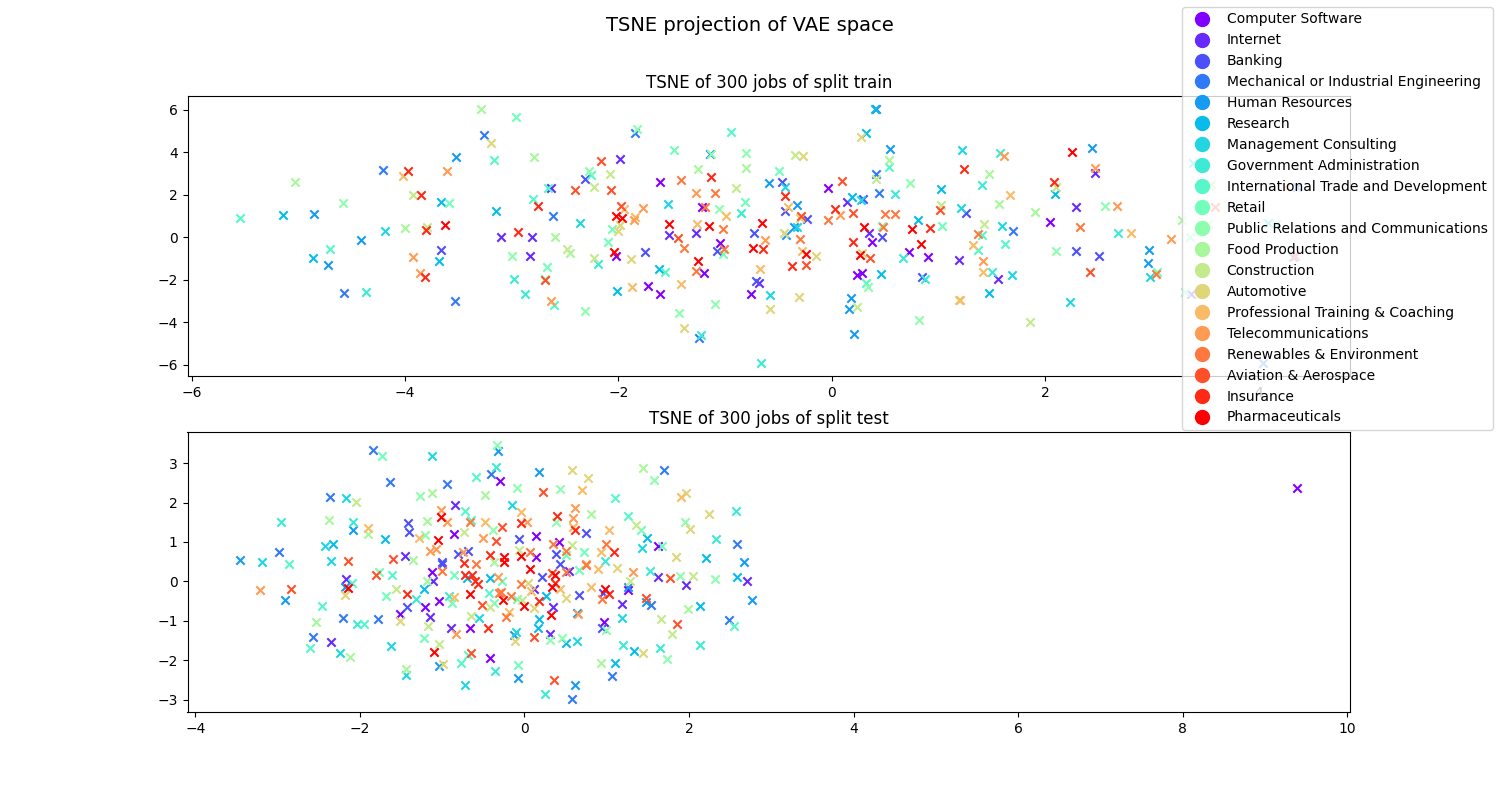 TSNE projection of VAE space
TSNE of 300 jobs of split train
6
4
2
0
−2
−4
−6
−6
−4
−2
0
2
4
Computer Software
Internet
Banking
Mechanical or Industrial Engineering
Human Resources
Research
Management Consulting
Government Administration
International Trade and Development
Retail
Public Relations and Communications
Food Production
Construction
Automotive
Professional Training & Coaching
Telecommunications
Renewables & Environment
Aviation & Aerospace
Insurance
Pharmaceuticals
TSNE of 300 jobs of split test
3
2
1
0
−1
−2
−3
−4
−2
0
2
4
6
8
10